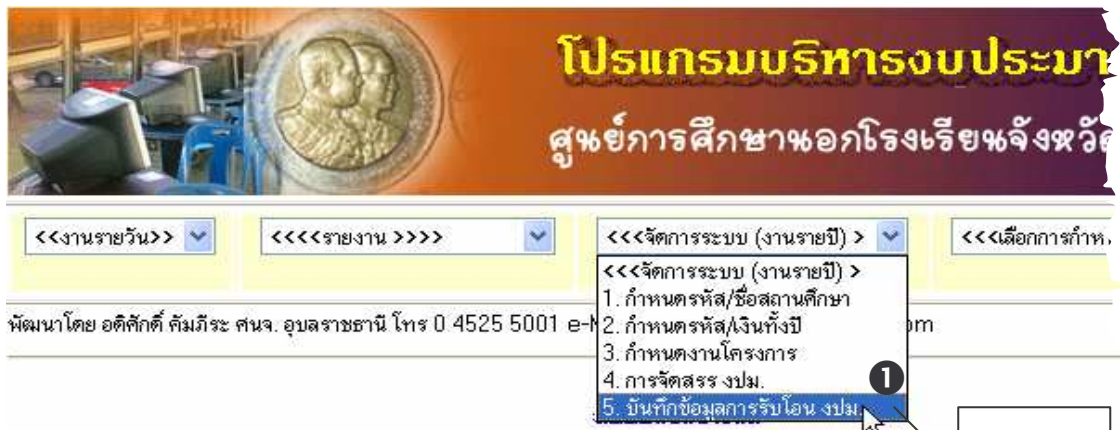 โปรแกรมบริหารงบประมา
ศูนย์การศึกษานอกโรงเรียนจังหวัด
<<งานรายวัน>>
<<<<รายงาน >>>>
<<<จัดการระบบ (งานรายปี) >
<<<เลือกการกำห
<<<จัดการระบบ (งานรายปี) >
1. กำหนดรหัส/ชื่อสถานศึกษา
2. กำหนดรหัส/เงินทั้งปี
3. กำหนดงานโครงการ
4. การจัดสรร งปม.
5. บันทึกข้อมูลการรับโอน งปม.
1
พัฒนาโดย อดิศักดิ์ คัมภีระ ศนจ. อุบลราชธานี โทร 0 4525 5001 e-M
om